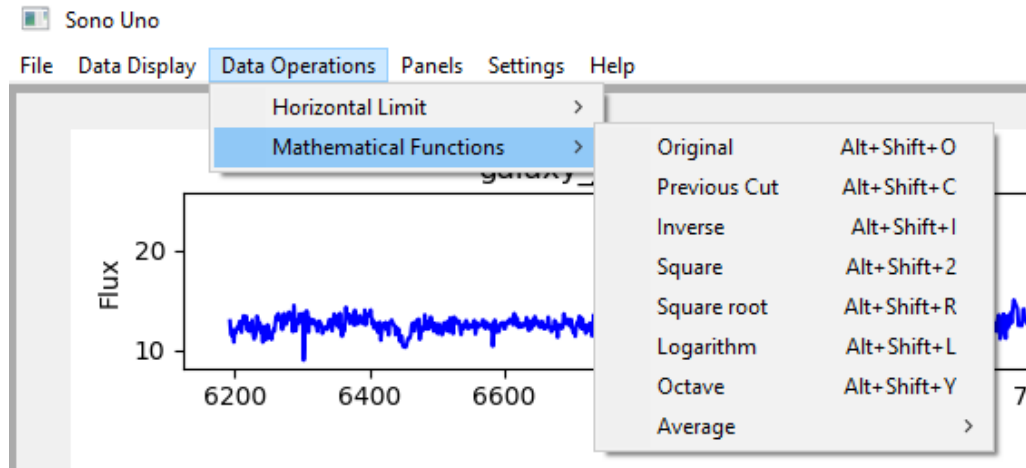 Sono Uno
File Data Display Data Operations Panels Settings Help
Horizontal Limit
Mathematical Functions
Original Alt+Shift+O
Previous Cut Alt+Shift+C
Inverse Alt+Shift+I
Square Alt+Shift+2
Square root Alt+Shift+R
Logarithm Alt+Shift+L
Octave Alt+Shift+Y
Average
Flux
20
10
6200 6400 6600